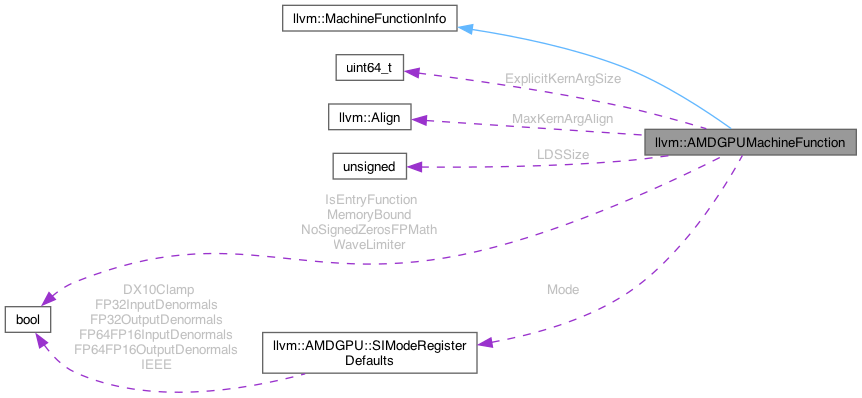 llvm::MachineFunctionInfo
uint64_t
ExplicitKernArgSize
llvm::Align
MaxKernArgAlign
llvm::AMDGPUMachineFunction
unsigned
LDSSize
IsEntryFunction
MemoryBound
NoSignedZerosFPMath
WaveLimiter
Mode
DX10Clamp
FP32InputDenormals
FP32OutputDenormals
FP64FP16InputDenormals
FP64FP16OutputDenormals
IEEE
bool
llvm::AMDGPU::SIModeRegister
Defaults